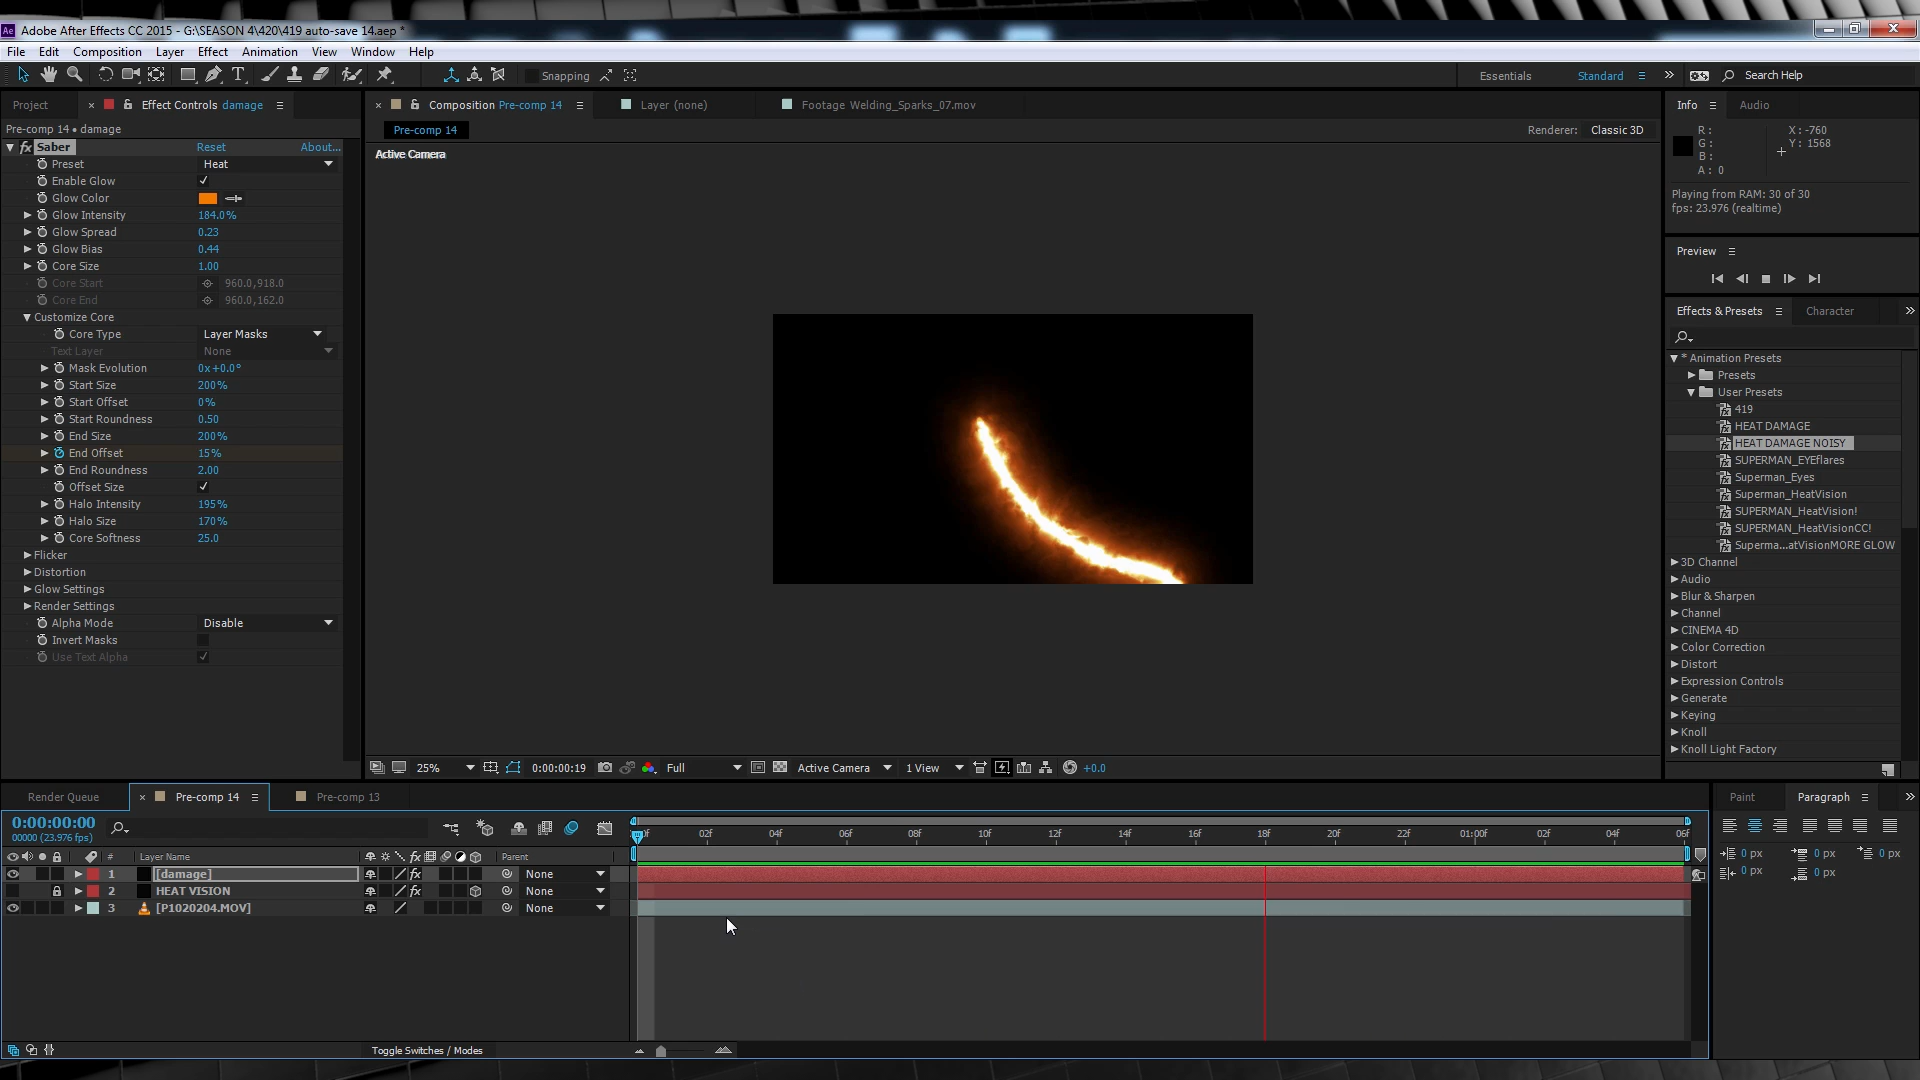 Adobe After Effects CC 2015 - G:\SEASON 4\420\419 auto-save 14.aep *
File Edit Composition Layer Effect Animation View Window Help
Snapping
Essentials Standard Search Help
Project Effect Controls damage
Composition Pre-comp 14 Layer (none) Footage Welding_Sparks_07.mov
Info Audio
Pre-comp 14 • damage
Pre-comp 14
Renderer: Classic 3D
Active Camera
R :
G :
B :
A : 0
X : -760
Y : 1568
Playing from RAM: 30 of 30
fps: 23.976 (realtime)
Preview
fx Saber Reset About...
Preset Heat
Enable Glow
Glow Color
Glow Intensity 184.0%
Glow Spread 0.23
Glow Bias 0.44
Core Size 1.00
Core Start 960.0,918.0
Core End 960.0,162.0
Customize Core
Core Type Layer Masks
Text Layer None
Mask Evolution 0x+0.0°
Start Size 200%
Start Offset 0%
Start Roundness 0.50
End Size 200%
End Offset 15%
End Roundness 2.00
Offset Size
Halo Intensity 195%
Halo Size 170%
Core Softness 25.0
Flicker
Distortion
Glow Settings
Render Settings
Alpha Mode Disable
Invert Masks
Use Text Alpha
Effects & Presets Character
* Animation Presets
Presets
User Presets
419
HEAT DAMAGE
HEAT DAMAGE NOISY
SUPERMAN_EYEflares
Superman_Eyes
Superman_HeatVision
SUPERMAN_HeatVision!
SUPERMAN_HeatVisionCC!
Superma...atVisionMORE GLOW
3D Channel
Audio
Blur & Sharpen
Channel
CINEMA 4D
Color Correction
Distort
Expression Controls
Generate
Keying
Knoll
Knoll Light Factory
25% 0:00:00:19 Full Active Camera 1 View +0.0
Render Queue Pre-comp 14 Pre-comp 13
Paint Paragraph
0:00:00:00
00000 (23.976 fps)
02f 04f 06f 08f 10f 12f 14f 16f 18f 20f 22f 01:00f 02f 04f 06f
# Layer Name fx Parent
1 [damage] fx None
2 HEAT VISION fx None
3 [P1020204.MOV] None
0 px 0 px 0 px
0 px 0 px
Toggle Switches / Modes